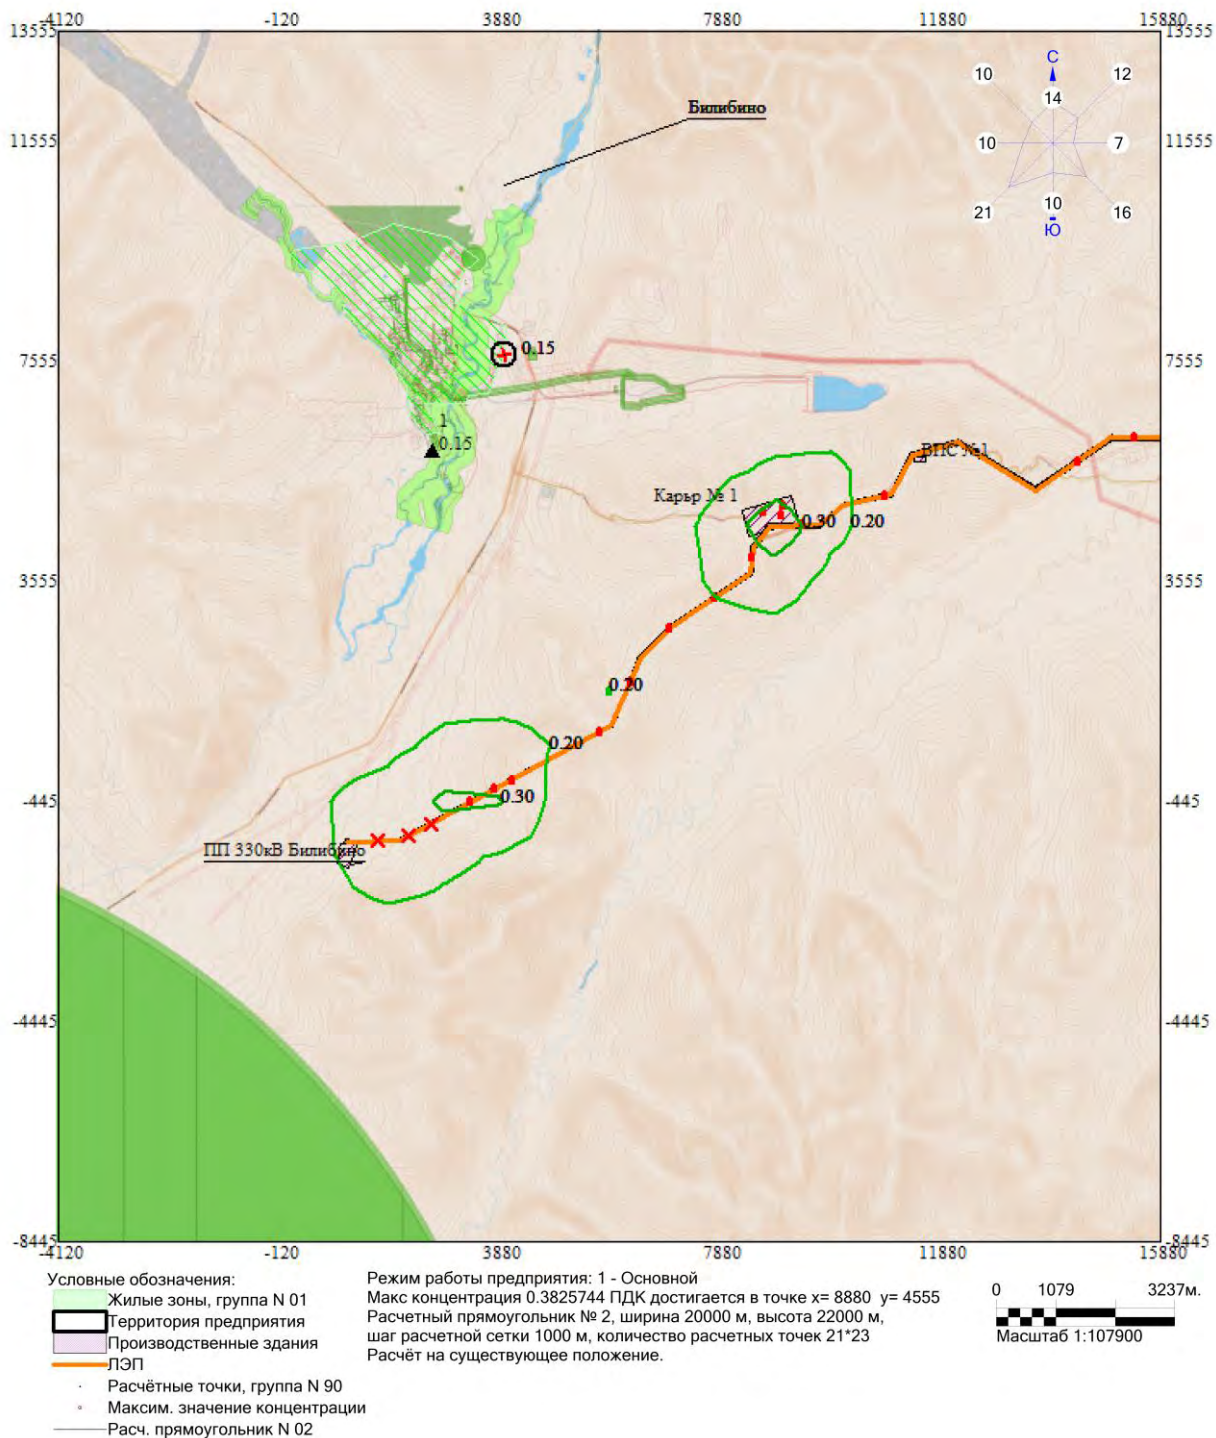 -4120 -120 3880 7880 11880 15880
13555 13555
С
10 12
14
Билибино
11555 11555
10 7
10
21 16
Ю
0.15
7555 7555
1
0.15
ВПС №1
Карьр № 1
0.30 0.20
3555 3555
0.20
0.20
-445 0.30 -445
ПП 330кВ Билибино
-4445 -4445
-8445 -8445
-4120 -120 3880 7880 11880 15880
Условные обозначения:
Жилые зоны, группа N 01
Территория предприятия
Производственные здания
ЛЭП
Расчётные точки, группа N 90
Максим. значение концентрации
Расч. прямоугольник N 02
Режим работы предприятия: 1 - Основной
Макс концентрация 0.3825744 ПДК достигается в точке x= 8880 y= 4555
Расчетный прямоугольник № 2, ширина 20000 м, высота 22000 м,
шаг расчетной сетки 1000 м, количество расчетных точек 21*23
Расчёт на существующее положение.
0 1079 3237м.
Масштаб 1:107900